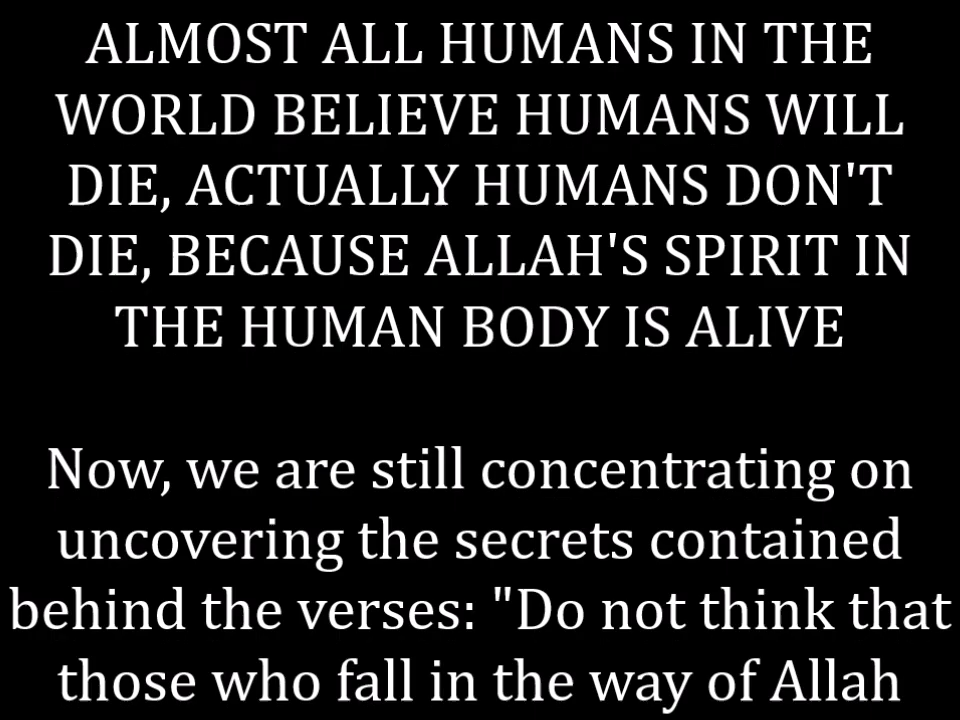 ALMOST ALL HUMANS IN THE
WORLD BELIEVE HUMANS WILL
DIE, ACTUALLY HUMANS DON'T
DIE, BECAUSE ALLAH'S SPIRIT IN
THE HUMAN BODY IS ALIVE
Now, we are still concentrating on
uncovering the secrets contained
behind the verses: "Do not think that
those who fall in the way of Allah